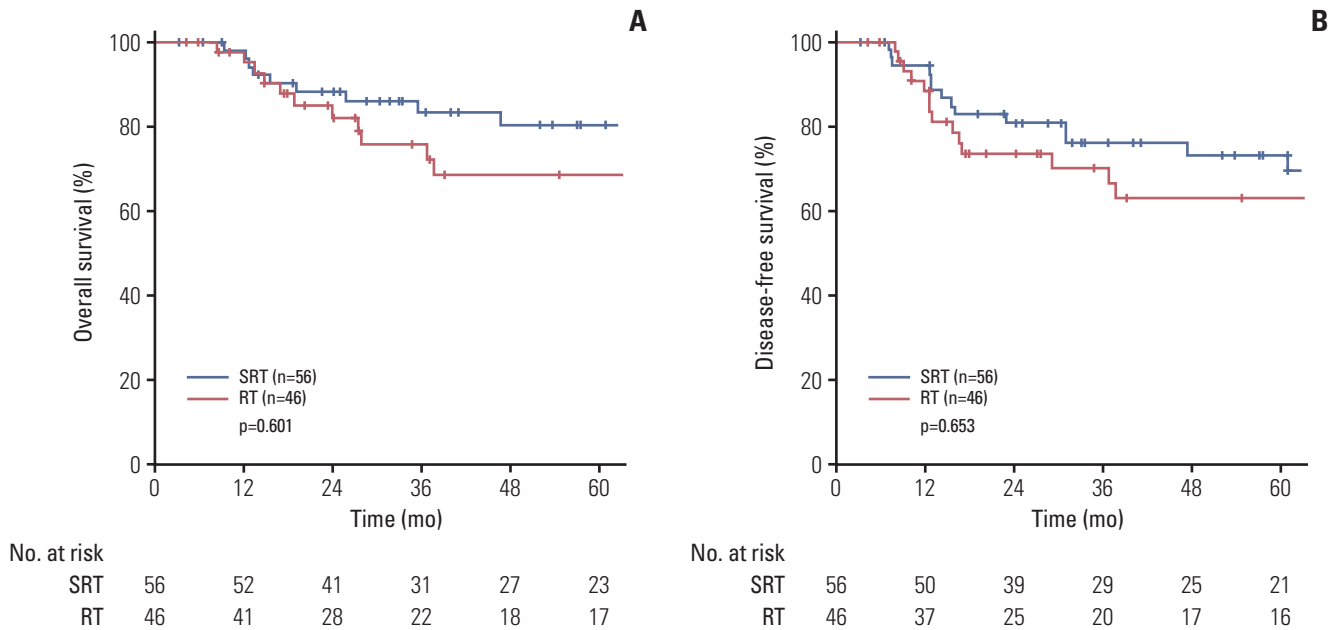 A
100
80
60
40
20
0
Overall survival (%)
SRT (n=56)
RT (n=46)
p=0.601
0 12 24 36 48 60
Time (mo)
No. at risk
SRT 56 52 41 31 27 23
RT 46 41 28 22 18 17
B
100
80
60
40
20
0
Disease-free survival (%)
SRT (n=56)
RT (n=46)
p=0.653
0 12 24 36 48 60
Time (mo)
No. at risk
SRT 56 50 39 29 25 21
RT 46 37 25 20 17 16